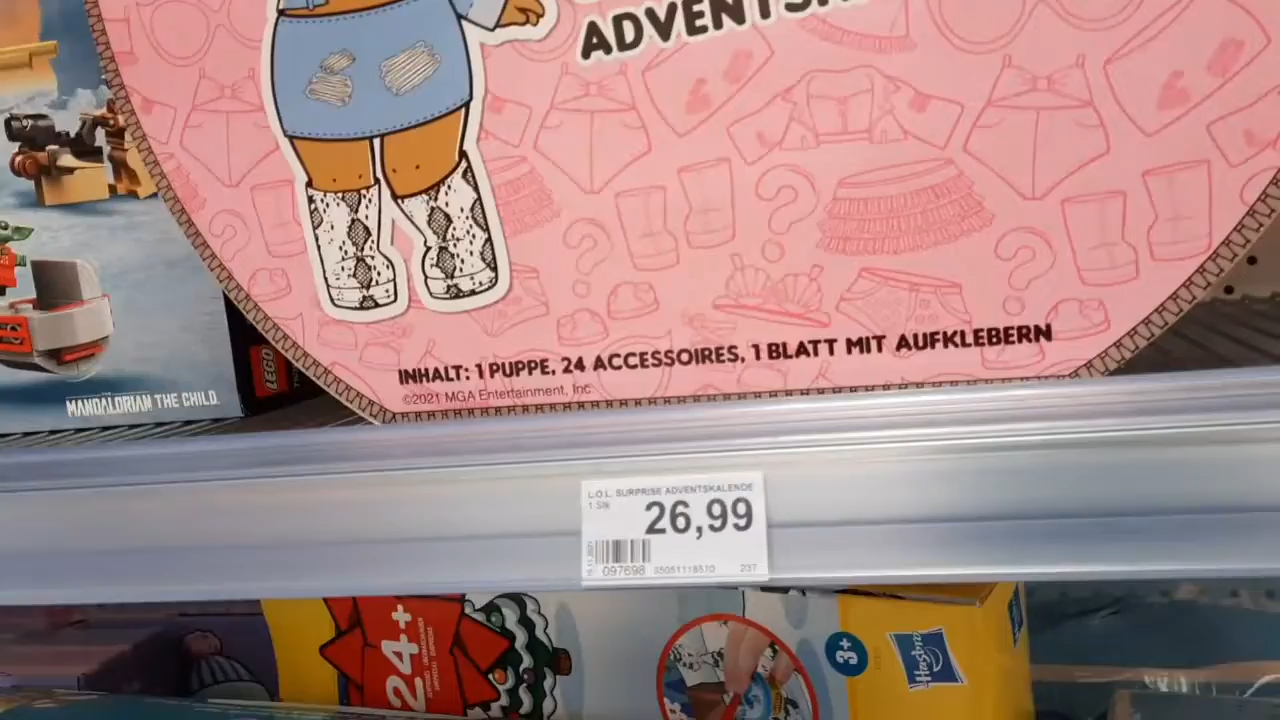 ADVENTSK
INHALT: 1 PUPPE, 24 ACCESSOIRES, 1 BLATT MIT AUFKLEBERN
©2021 MGA Entertainment, Inc
LEGO
MANDALORIAN THE CHILD.
L.O.L. SURPRISE ADVENTSKALENDE
1 Stk
26,99
097698
237
24+
3+
Hasbro